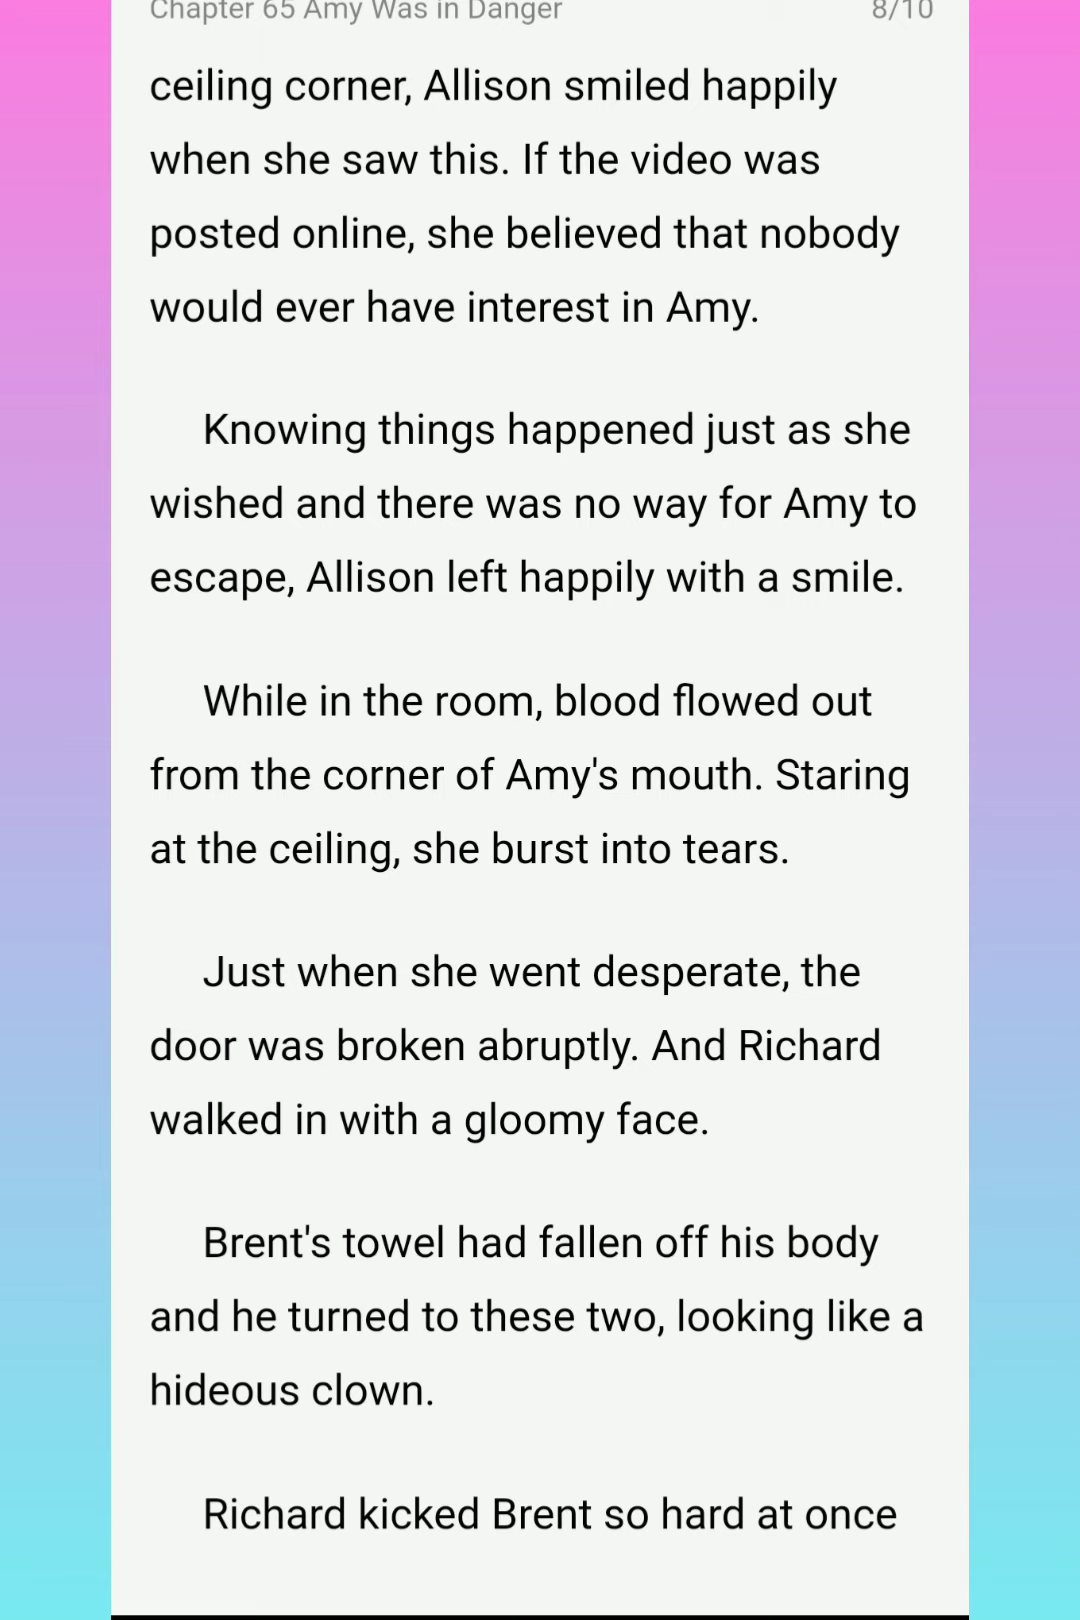 Chapter 65 Amy Was in Danger
8/10
ceiling corner, Allison smiled happily
when she saw this. If the video was
posted online, she believed that nobody
would ever have interest in Amy.
Knowing things happened just as she
wished and there was no way for Amy to
escape, Allison left happily with a smile.
While in the room, blood flowed out
from the corner of Amy's mouth. Staring
at the ceiling, she burst into tears.
Just when she went desperate, the
door was broken abruptly. And Richard
walked in with a gloomy face.
Brent's towel had fallen off his body
and he turned to these two, looking like a
hideous clown.
Richard kicked Brent so hard at once